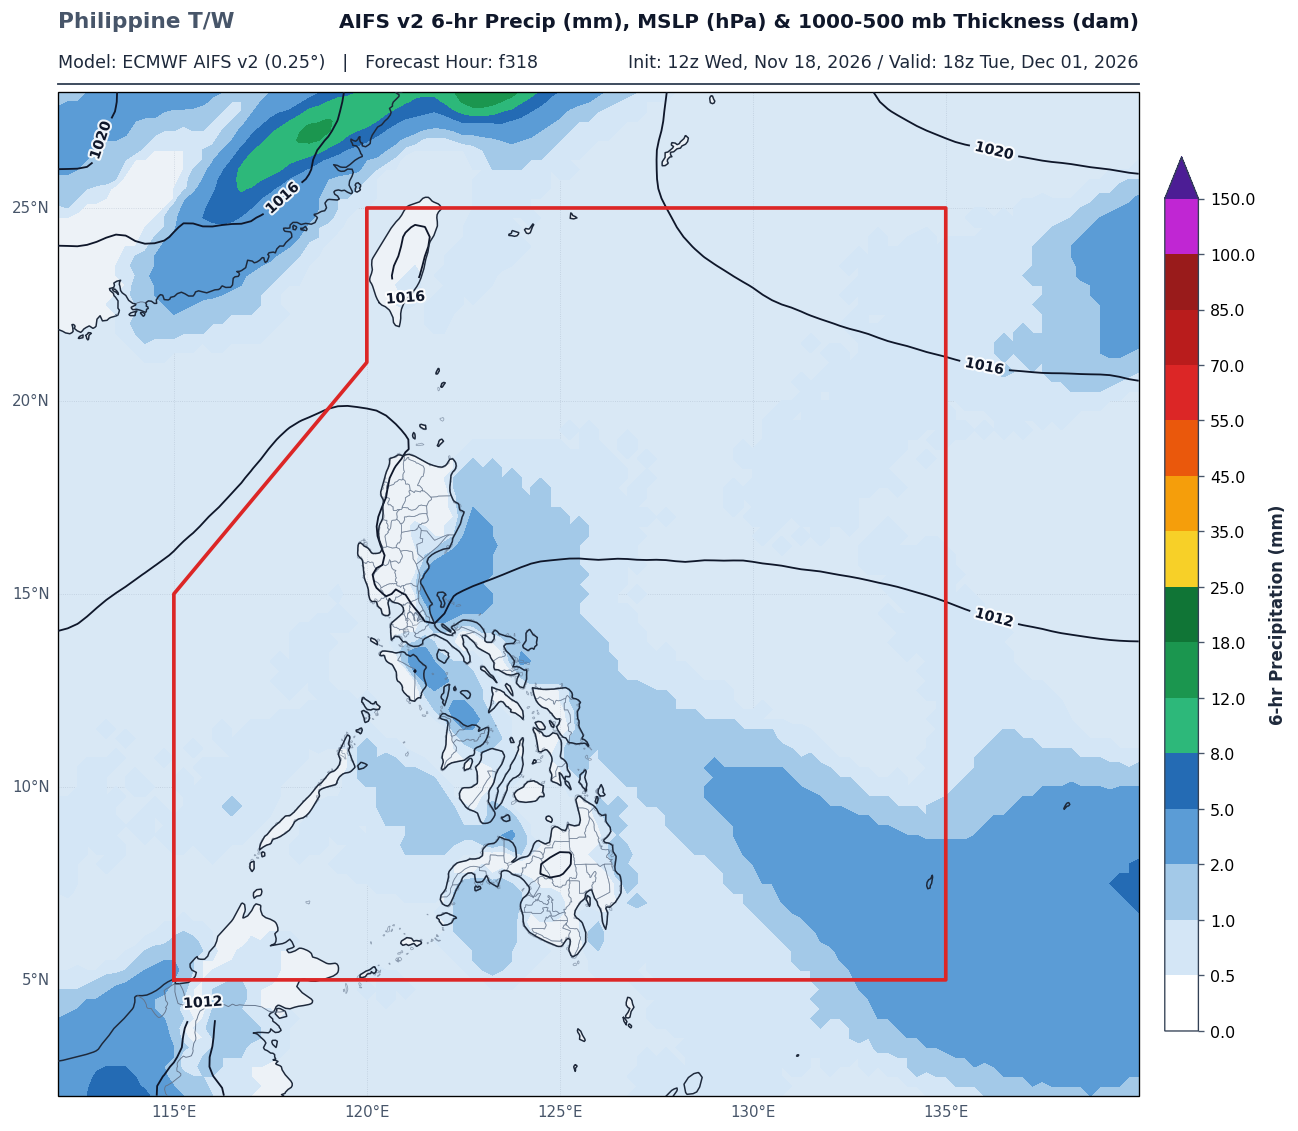 Philippine T/W
AIFS v2 6-hr Precip (mm), MSLP (hPa) & 1000-500 mb Thickness (dam)
Model: ECMWF AIFS v2 (0.25°) | Forecast Hour: f318
Init: 12z Wed, Nov 18, 2026 / Valid: 18z Tue, Dec 01, 2026
1020
1020
1016
1016
1016
1012
1012
25°N
20°N
15°N
10°N
5°N
115°E
120°E
125°E
130°E
135°E
150.0
100.0
85.0
70.0
55.0
45.0
35.0
25.0
18.0
12.0
8.0
5.0
2.0
1.0
0.5
0.0
6-hr Precipitation (mm)